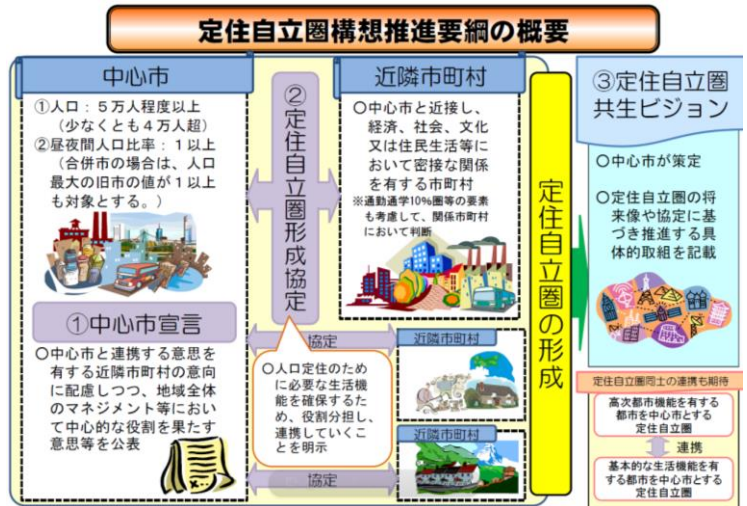 定住自立圏構想推進要綱の概要
中心市
①人口：５万人程度以上
（少なくとも４万人超）
②昼夜間人口比率：１以上
（合併市の場合は、人口
最大の旧市の値が１以上
も対象とする。）
①中心市宣言
○中心市と連携する意思を
有する近隣市町村の意向
に配慮しつつ、地域全体
のマネジメント等におい
て中心的な役割を果たす
意思等を公表
②定住自立圏形成協定
協定
○人口定住のため
に必要な生活機
能を確保するた
め、役割分担し、
連携していくこ
とを明示
協定
近隣市町村
○中心市と近接し、
経済、社会、文化
又は住民生活等に
おいて密接な関係
を有する市町村
※通勤通学10%圏等の要素
も考慮して、関係市町村
において判断
近隣市町村
近隣市町村
定住自立圏の形成
③定住自立圏
共生ビジョン
○中心市が策定
○定住自立圏の将
来像や協定に基
づき推進する具
体的取組を記載
定住自立圏同士の連携も期待
高次都市機能を有する
都市を中心市とする
定住自立圏
連携
基本的な生活機能を有
する都市を中心市とする
定住自立圏